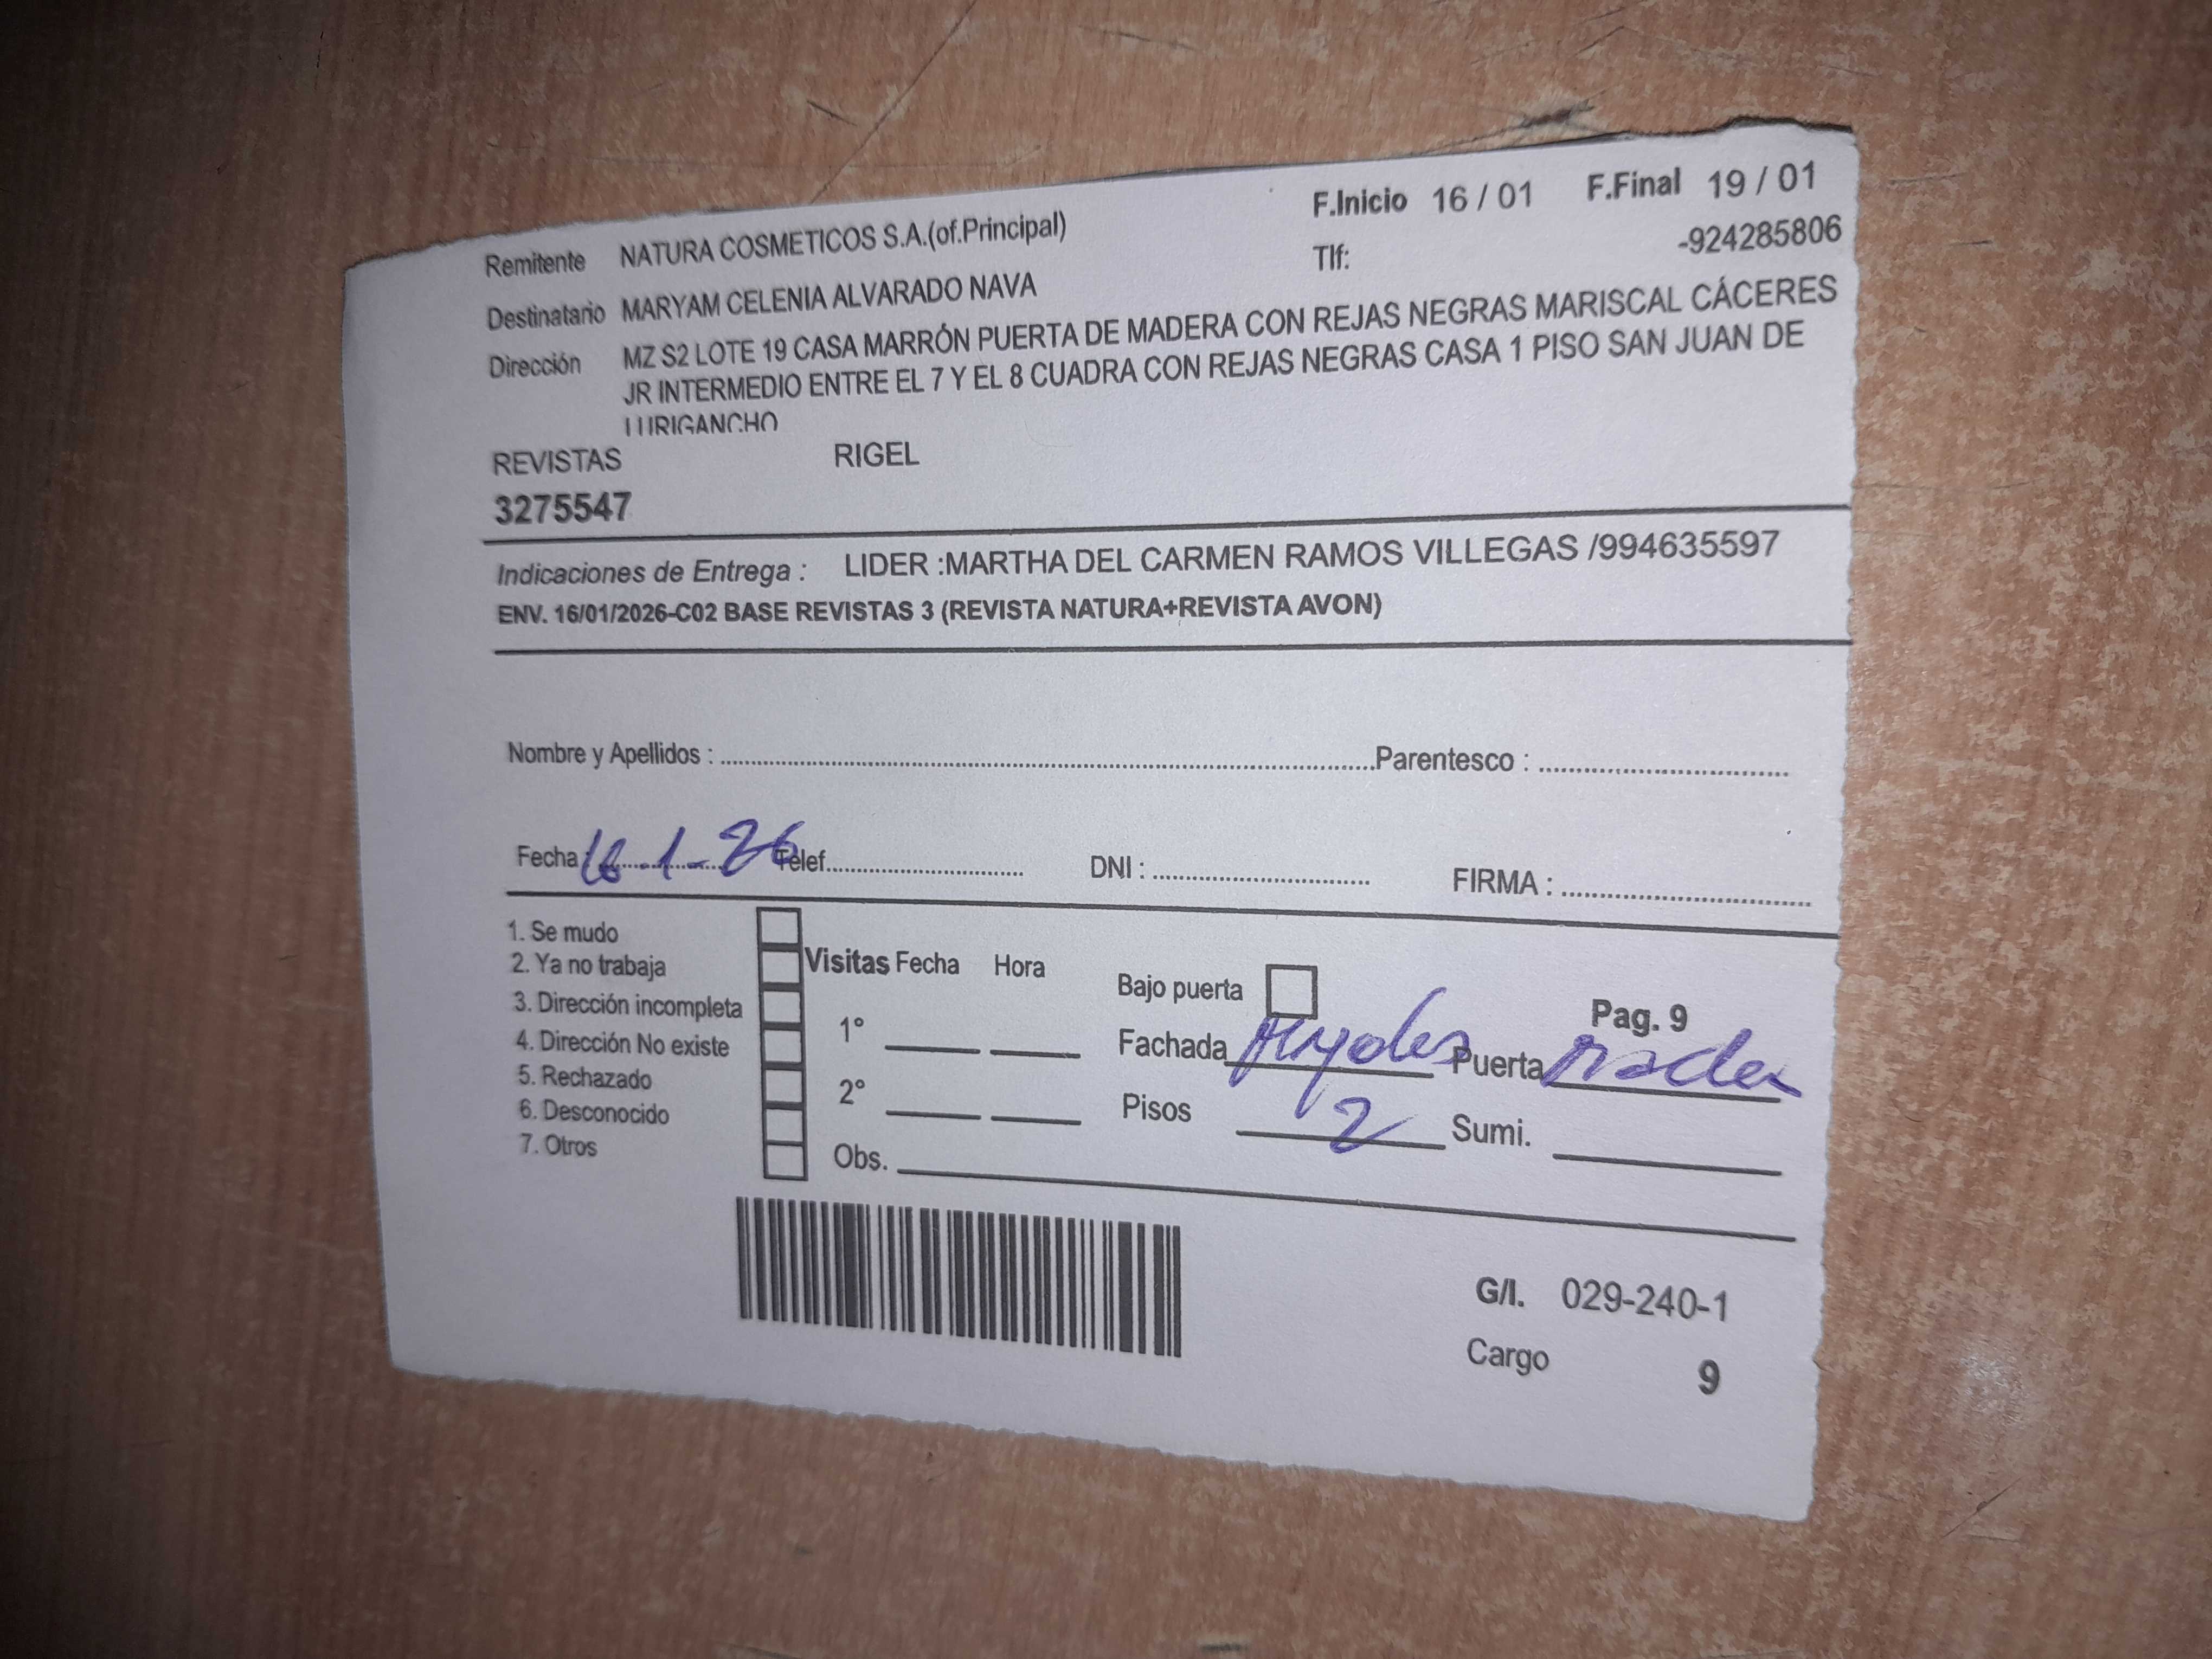 Remitente NATURA COSMETICOS S.A.(of.Principal) F.Inicio 16 / 01 F.Final 19 / 01
Tlf: -924285806
Destinatario MARYAM CELENIA ALVARADO NAVA
Dirección MZ S2 LOTE 19 CASA MARRÓN PUERTA DE MADERA CON REJAS NEGRAS MARISCAL CÁCERES
JR INTERMEDIO ENTRE EL 7 Y EL 8 CUADRA CON REJAS NEGRAS CASA 1 PISO SAN JUAN DE
LURIGANCHO
REVISTAS RIGEL
3275547
Indicaciones de Entrega : LIDER :MARTHA DEL CARMEN RAMOS VILLEGAS /994635597
ENV. 16/01/2026-C02 BASE REVISTAS 3 (REVISTA NATURA+REVISTA AVON)
Nombre y Apellidos : Parentesco :
Fecha : 16-1-26 Telef. DNI : FIRMA :
1. Se mudo
2. Ya no trabaja
3. Dirección incompleta
4. Dirección No existe
5. Rechazado
6. Desconocido
7. Otros
Visitas Fecha Hora
1°
2°
Obs.
Bajo puerta
Pag. 9
Fachada Puerta
Pisos 2 Sumi.
G/I. 029-240-1
Cargo 9